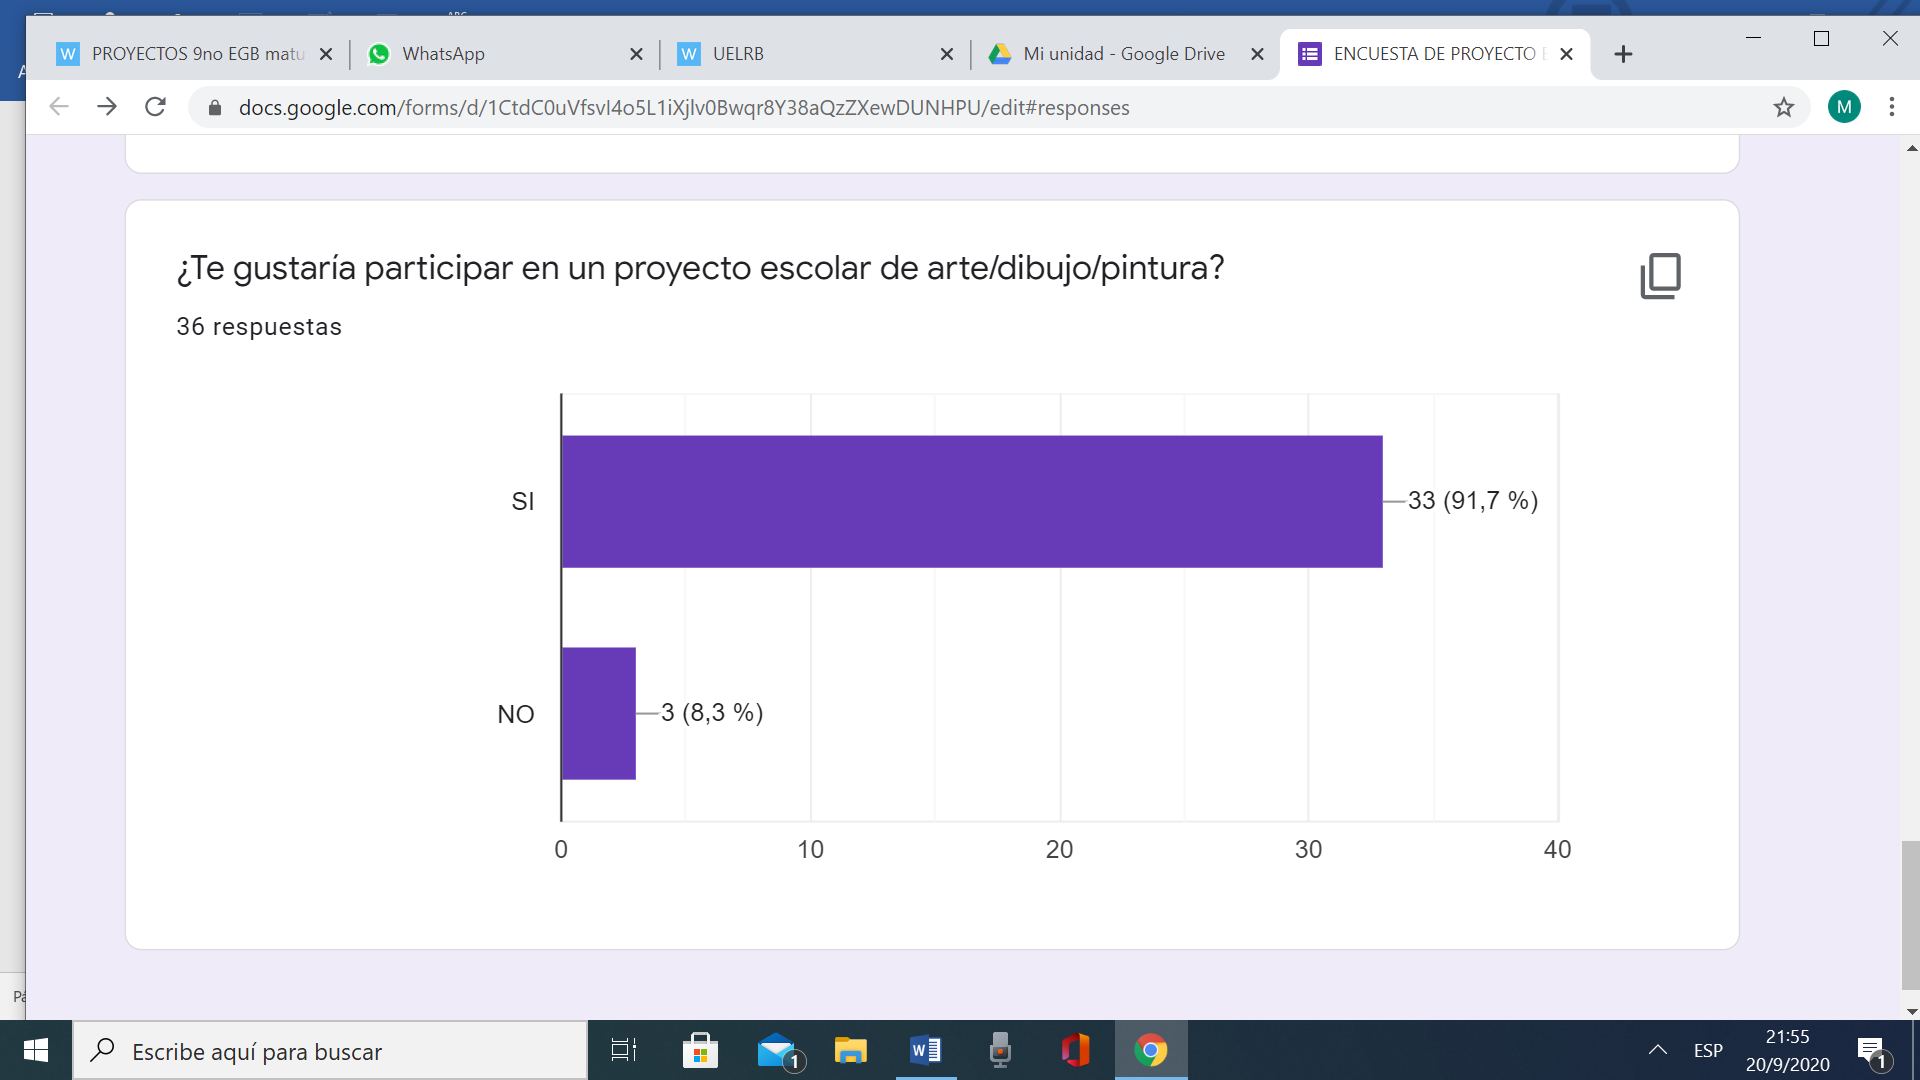 PROYECTOS 9no EGB matu
WhatsApp
UELRB
Mi unidad - Google Drive
ENCUESTA DE PROYECTO E
docs.google.com/forms/d/1CtdC0uVfsvI4o5L1iXjlv0Bwqr8Y38aQzZXewDUNHPU/edit#responses
M
¿Te gustaría participar en un proyecto escolar de arte/dibujo/pintura?
36 respuestas
SI
33 (91,7 %)
NO
3 (8,3 %)
0 10 20 30 40
Escribe aquí para buscar
1
ESP
21:55
20/9/2020
1